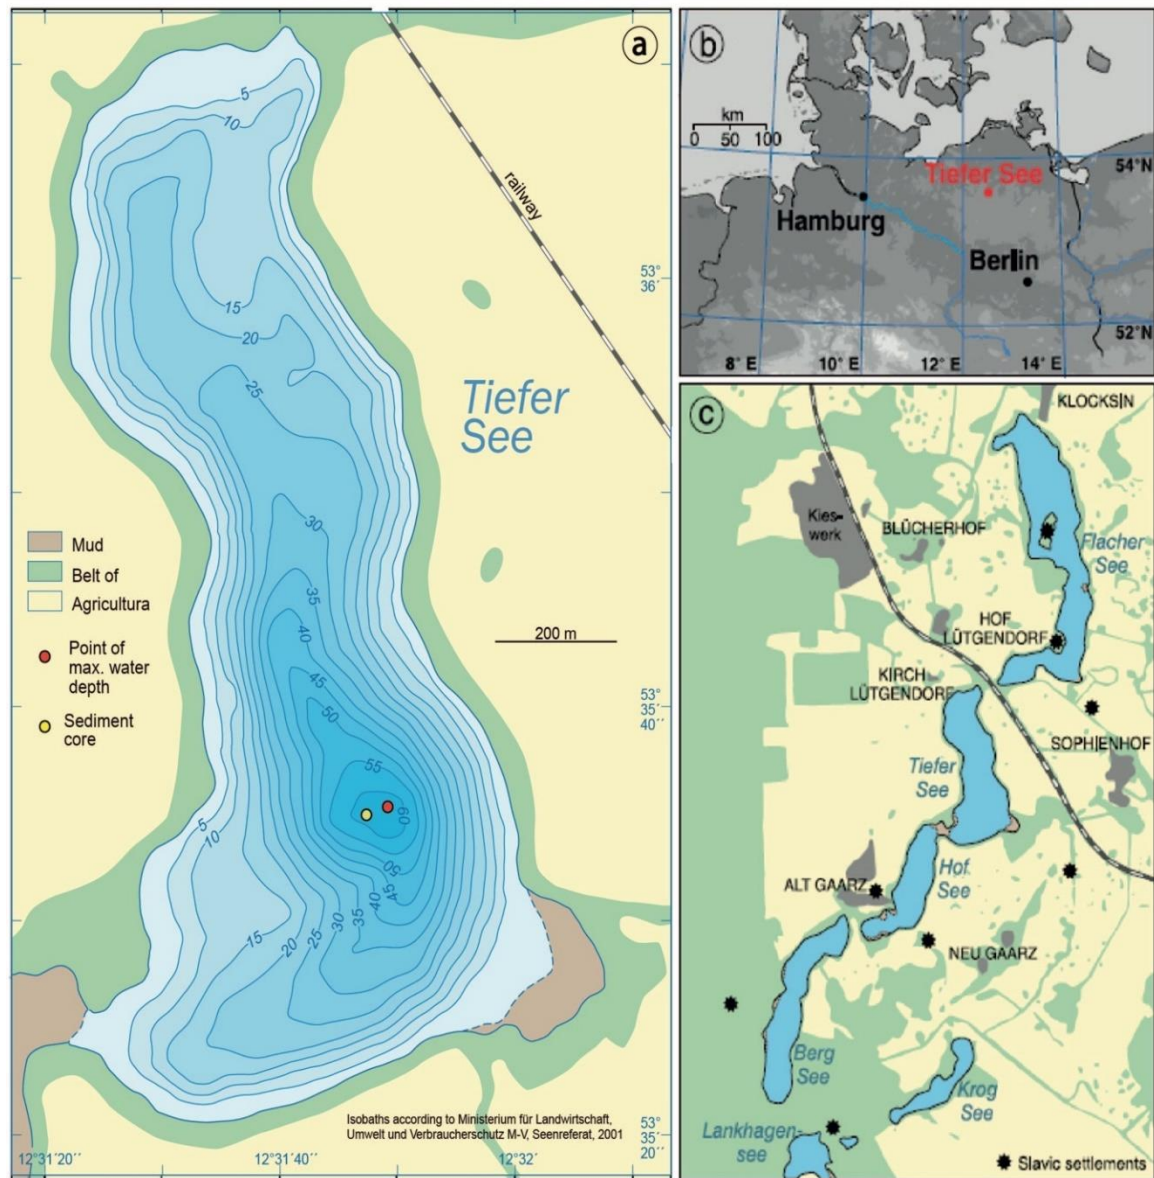 a
5
10
railway
53°
36´
15
20
25
Tiefer
See
30
Mud
Belt of
Agricultura
35
200 m
40
Point of
max. water
depth
45
53°
35´
40´´
50
Sediment
core
55
60
5
10
50
45
40
35
30
25
20
15
Isobaths according to Ministerium für Landwirtschaft,
Umwelt und Verbraucherschutz M-V, Seenreferat, 2001
53°
35´
20´´
12°31´20´´
12°31´40´´
12°32´
b
km
0 50 100
54°N
Tiefer See
Hamburg
Berlin
52°N
8° E
10° E
12° E
14° E
c
KLOCKSIN
Kies-
werk
BLÜCHERHOF
Flacher
See
HOF
LÜTGENDORF
KIRCH
LÜTGENDORF
SOPHIENHOF
Tiefer
See
Hof
See
ALT GAARZ
NEU GAARZ
Berg
See
Krog
See
Lankhagen-
see
Slavic settlements